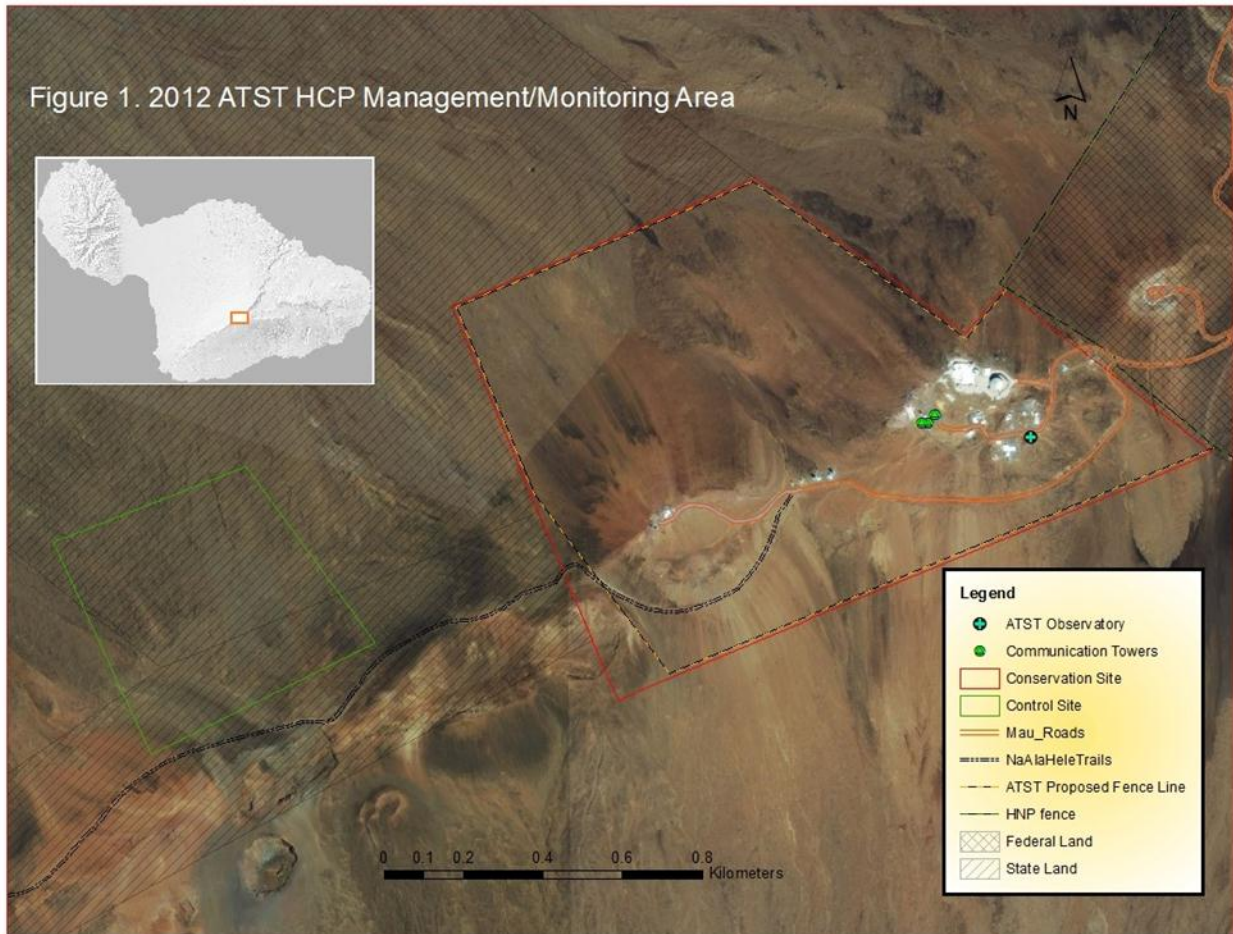 Figure 1. 2012 ATST HCP Management/Monitoring Area
N
Legend
ATST Observatory
Communication Towers
Conservation Site
Control Site
Mau_Roads
NaAlaHeleTrails
ATST Proposed Fence Line
HNP fence
Federal Land
State Land
0 0.1 0.2 0.4 0.6 0.8
Kilometers